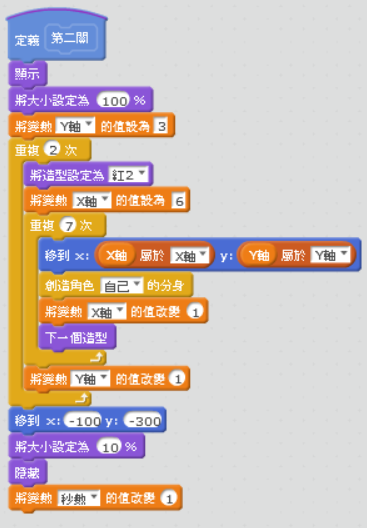 定義 第二關
顯示
將大小設定為 100 %
將變數 Y軸 的值設為 3
重複 2 次
將造型設定為 紅2
將變數 X軸 的值設為 6
重複 7 次
移到 x: X軸 屬於 X軸 y: Y軸 屬於 Y軸
創造角色 自己 的分身
將變數 X軸 的值改變 1
下一個造型
將變數 Y軸 的值改變 1
移到 x: -100 y: -300
將大小設定為 10 %
隱藏
將變數 秒數 的值改變 1